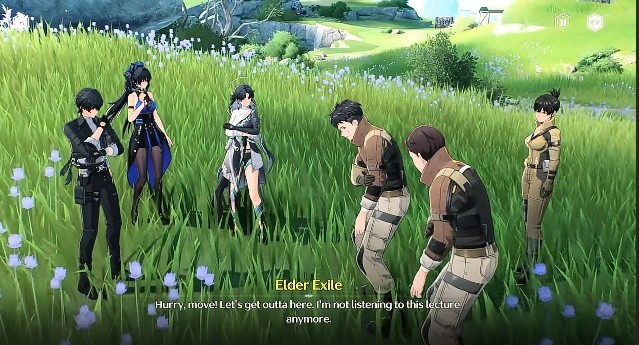 Elder Exile
Hurry, move! Let's get outta here. I'm not listening to this lecture
anymore.